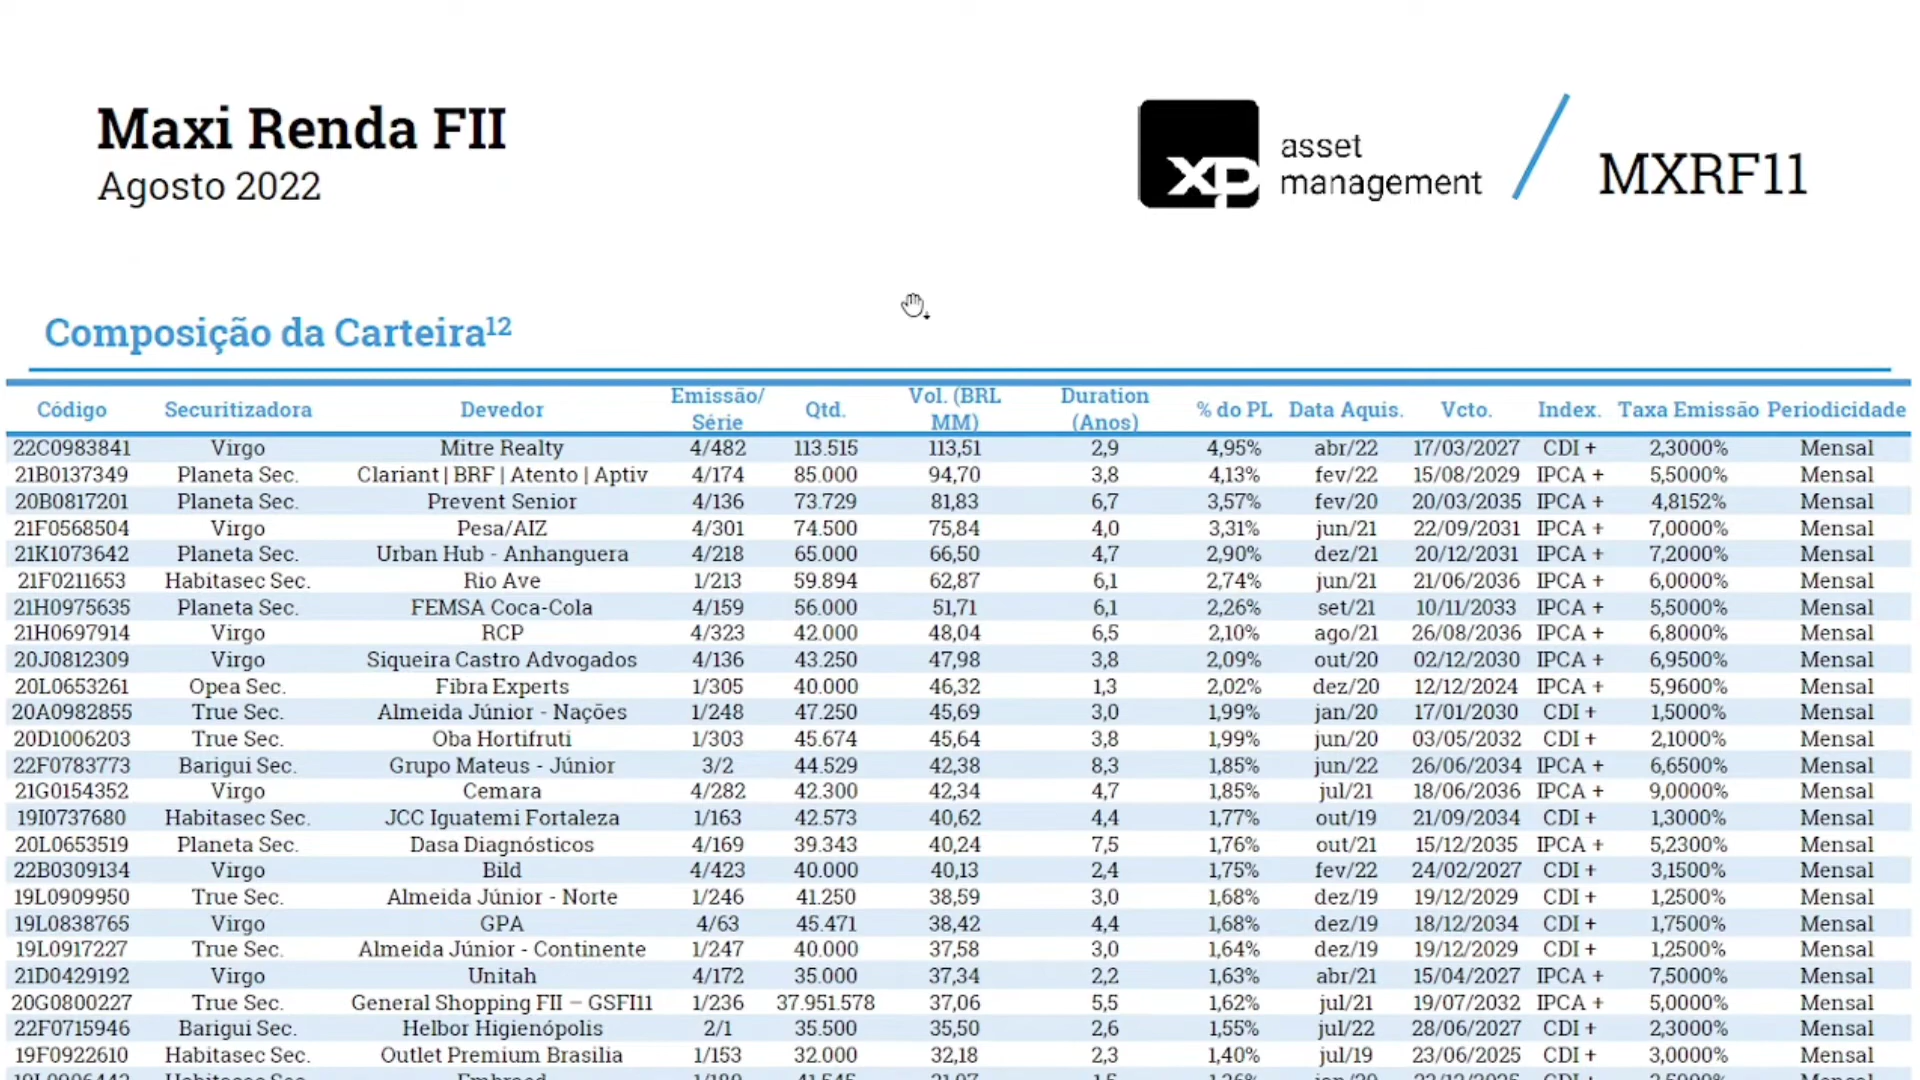 Maxi Renda FII
Agosto 2022
xp asset management / MXRF11
Composição da Carteira¹²
Código Securitizadora Devedor Emissão/Série Qtd. Vol. (BRL MM) Duration (Anos) % do PL Data Aquis. Vcto. Index. Taxa Emissão Periodicidade
22C0983841 Virgo Mitre Realty 4/482 113.515 113,51 2,9 4,95% abr/22 17/03/2027 CDI + 2,3000% Mensal
21B0137349 Planeta Sec. Clariant | BRF | Atento | Aptiv 4/174 85.000 94,70 3,8 4,13% fev/22 15/08/2029 IPCA + 5,5000% Mensal
20B0817201 Planeta Sec. Prevent Senior 4/136 73.729 81,83 6,7 3,57% fev/20 20/03/2035 IPCA + 4,8152% Mensal
21F0568504 Virgo Pesa/AIZ 4/301 74.500 75,84 4,0 3,31% jun/21 22/09/2031 IPCA + 7,0000% Mensal
21K1073642 Planeta Sec. Urban Hub - Anhanguera 4/218 65.000 66,50 4,7 2,90% dez/21 20/12/2031 IPCA + 7,2000% Mensal
21F0211653 Habitasec Sec. Rio Ave 1/213 59.894 62,87 6,1 2,74% jun/21 21/06/2036 IPCA + 6,0000% Mensal
21H0975635 Planeta Sec. FEMSA Coca-Cola 4/159 56.000 51,71 6,1 2,26% set/21 10/11/2033 IPCA + 5,5000% Mensal
21H0697914 Virgo RCP 4/323 42.000 48,04 6,5 2,10% ago/21 26/08/2036 IPCA + 6,8000% Mensal
20J0812309 Virgo Siqueira Castro Advogados 4/136 43.250 47,98 3,8 2,09% out/20 02/12/2030 IPCA + 6,9500% Mensal
20L0653261 Opea Sec. Fibra Experts 1/305 40.000 46,32 1,3 2,02% dez/20 12/12/2024 IPCA + 5,9600% Mensal
20A0982855 True Sec. Almeida Júnior - Nações 1/248 47.250 45,69 3,0 1,99% jan/20 17/01/2030 CDI + 1,5000% Mensal
20D1006203 True Sec. Oba Hortifruti 1/303 45.674 45,64 3,8 1,99% jun/20 03/05/2032 CDI + 2,1000% Mensal
22F0783773 Barigui Sec. Grupo Mateus - Júnior 3/2 44.529 42,38 8,3 1,85% jun/22 26/06/2034 IPCA + 6,6500% Mensal
21G0154352 Virgo Cemara 4/282 42.300 42,34 4,7 1,85% jul/21 18/06/2036 IPCA + 9,0000% Mensal
19I0737680 Habitasec Sec. JCC Iguatemi Fortaleza 1/163 42.573 40,62 4,4 1,77% out/19 21/09/2034 CDI + 1,3000% Mensal
20L0653519 Planeta Sec. Dasa Diagnósticos 4/169 39.343 40,24 7,5 1,76% out/21 15/12/2035 IPCA + 5,2300% Mensal
22B0309134 Virgo Bild 4/423 40.000 40,13 2,4 1,75% fev/22 24/02/2027 CDI + 3,1500% Mensal
19L0909950 True Sec. Almeida Júnior - Norte 1/246 41.250 38,59 3,0 1,68% dez/19 19/12/2029 CDI + 1,2500% Mensal
19L0838765 Virgo GPA 4/63 45.471 38,42 4,4 1,68% dez/19 18/12/2034 CDI + 1,7500% Mensal
19L0917227 True Sec. Almeida Júnior - Continente 1/247 40.000 37,58 3,0 1,64% dez/19 19/12/2029 CDI + 1,2500% Mensal
21D0429192 Virgo Unitah 4/172 35.000 37,34 2,2 1,63% abr/21 15/04/2027 IPCA + 7,5000% Mensal
20G0800227 True Sec. General Shopping FII – GSFI11 1/236 37.951.578 37,06 5,5 1,62% jul/21 19/07/2032 IPCA + 5,0000% Mensal
22F0715946 Barigui Sec. Helbor Higienópolis 2/1 35.500 35,50 2,6 1,55% jul/22 28/06/2027 CDI + 2,3000% Mensal
19F0922610 Habitasec Sec. Outlet Premium Brasilia 1/153 32.000 32,18 2,3 1,40% jul/19 23/06/2025 CDI + 3,0000% Mensal